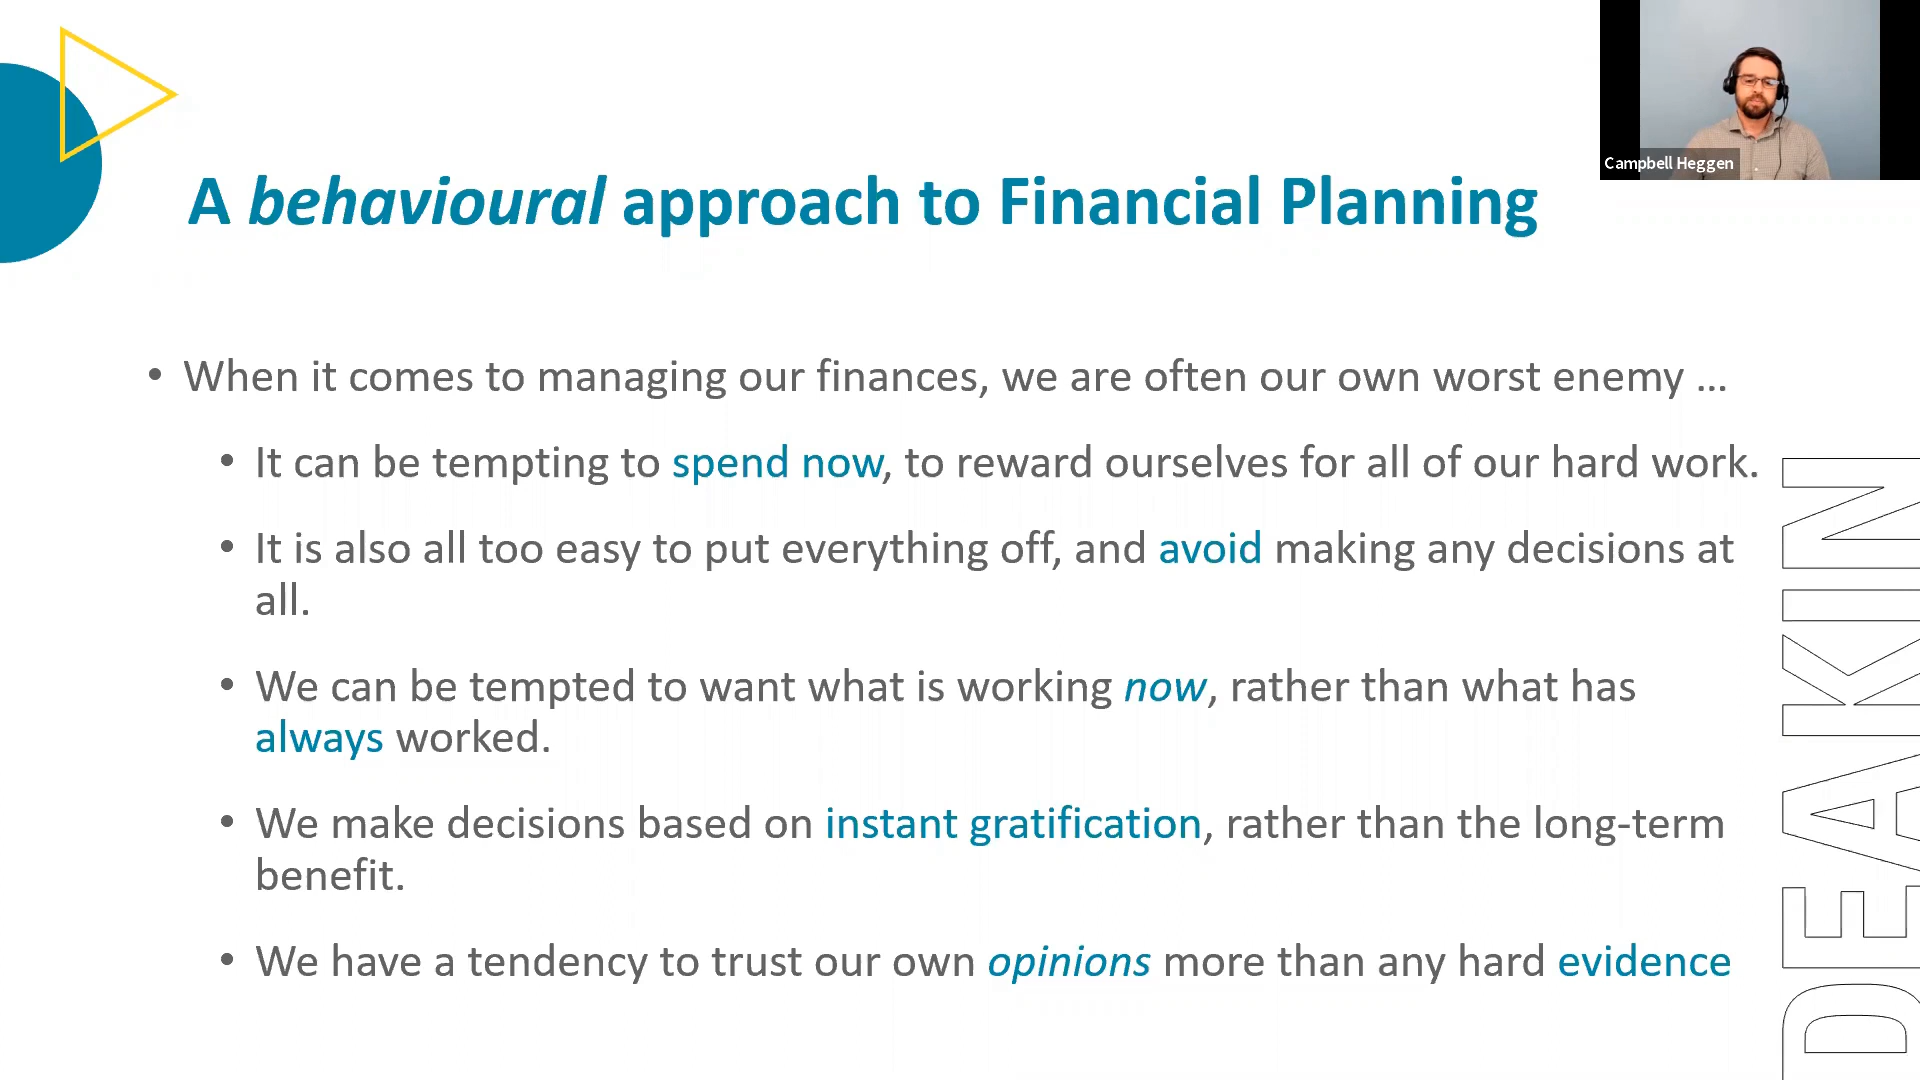 Campbell Heggen
A behavioural approach to Financial Planning
• When it comes to managing our finances, we are often our own worst enemy ...
• It can be tempting to spend now, to reward ourselves for all of our hard work.
• It is also all too easy to put everything off, and avoid making any decisions at
all.
• We can be tempted to want what is working now, rather than what has
always worked.
• We make decisions based on instant gratification, rather than the long-term
benefit.
• We have a tendency to trust our own opinions more than any hard evidence
DEAKIN